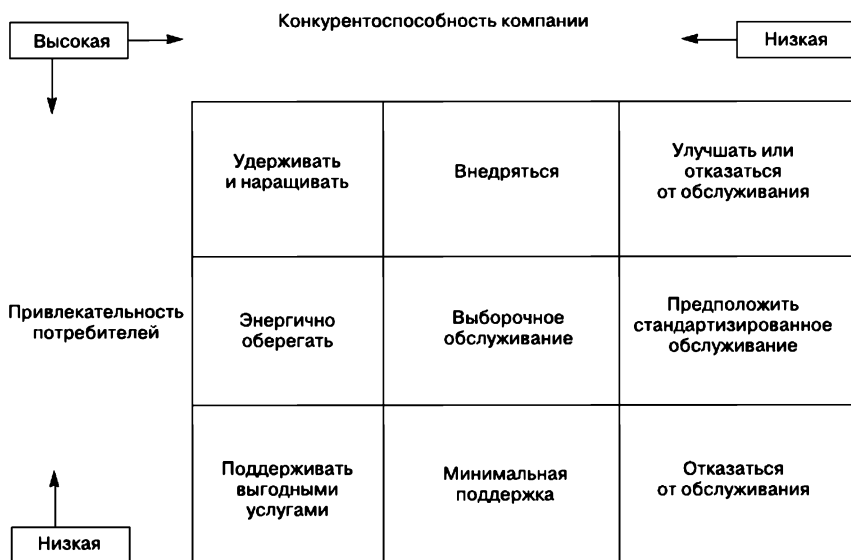 Конкурентоспособность компании
Высокая
Низкая
Удерживать
и наращивать
Внедряться
Улучшать или
отказаться
от обслуживания
Привлекательность
потребителей
Энергично
оберегать
Выборочное
обслуживание
Предположить
стандартизированное
обслуживание
Поддерживать
выгодными
услугами
Минимальная
поддержка
Отказаться
от обслуживания
Низкая